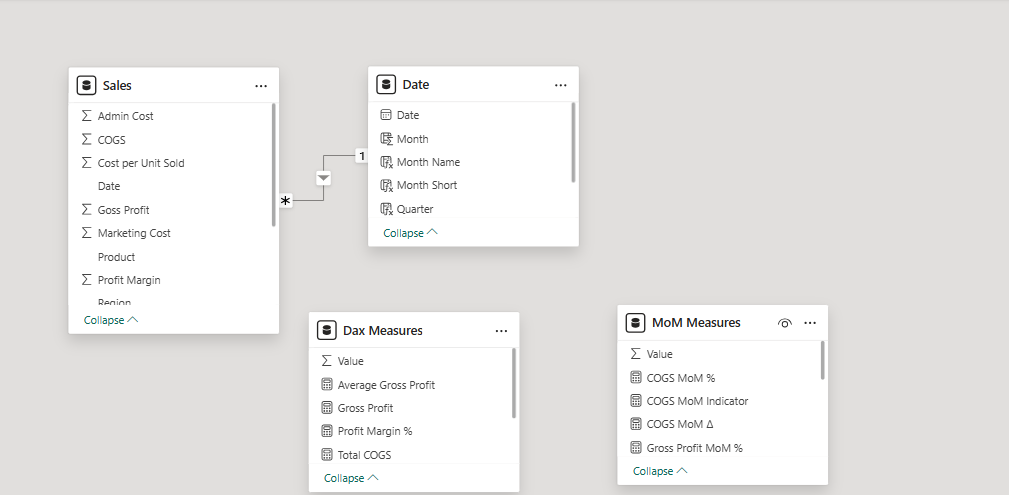 Sales
Admin Cost
COGS
Cost per Unit Sold
Date
Goss Profit
Marketing Cost
Product
Profit Margin
Region
Collapse
1
*
Date
Date
Month
Month Name
Month Short
Quarter
Collapse
Dax Measures
Value
Average Gross Profit
Gross Profit
Profit Margin %
Total COGS
Collapse
MoM Measures
Value
COGS MoM %
COGS MoM Indicator
COGS MoM Δ
Gross Profit MoM %
Collapse